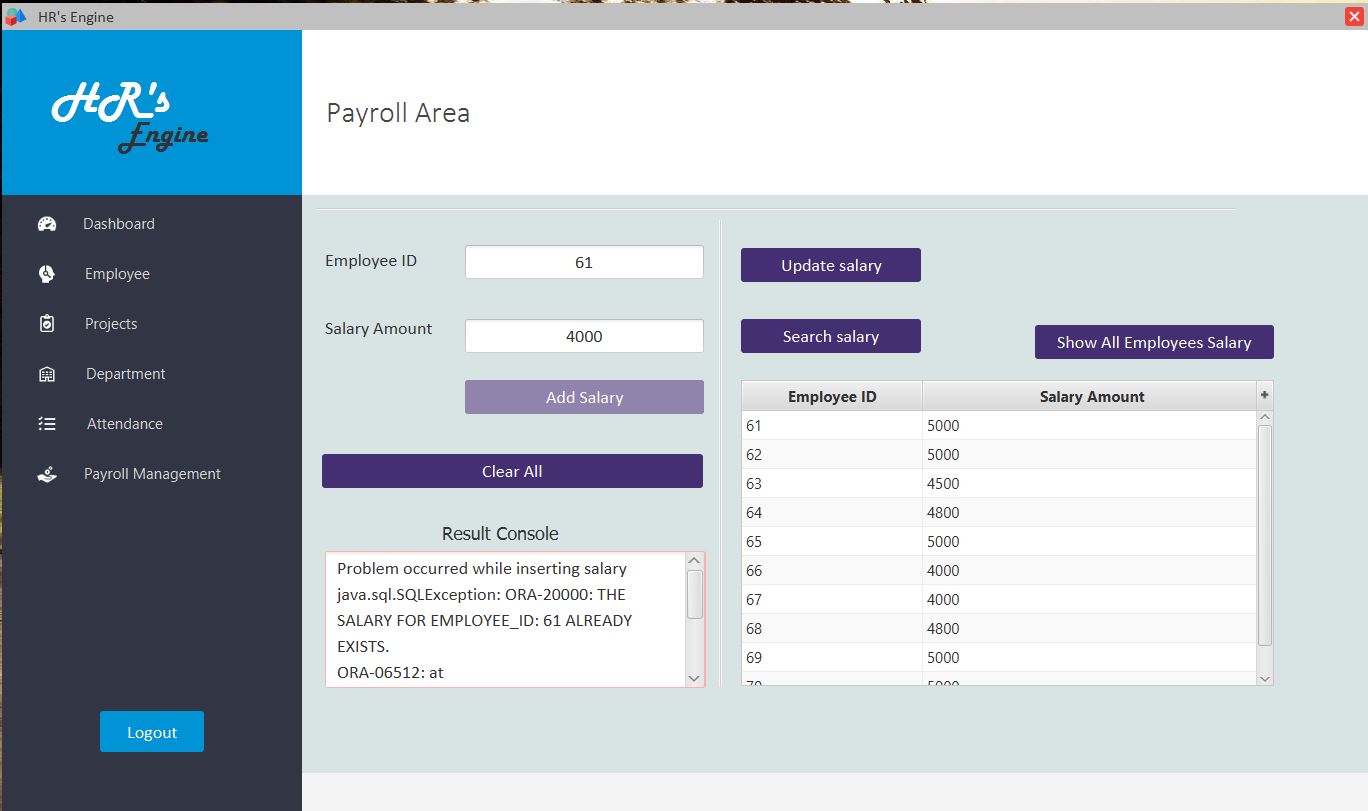 HR's Engine
HR's
Engine
Payroll Area
Dashboard
Employee
Projects
Department
Attendance
Payroll Management
Logout
Employee ID
61
Salary Amount
4000
Add Salary
Clear All
Result Console
Problem occurred while inserting salary
java.sql.SQLException: ORA-20000: THE
SALARY FOR EMPLOYEE_ID: 61 ALREADY
EXISTS.
ORA-06512: at
Update salary
Search salary
Show All Employees Salary
Employee ID Salary Amount +
61 5000
62 5000
63 4500
64 4800
65 5000
66 4000
67 4000
68 4800
69 5000
70 5000